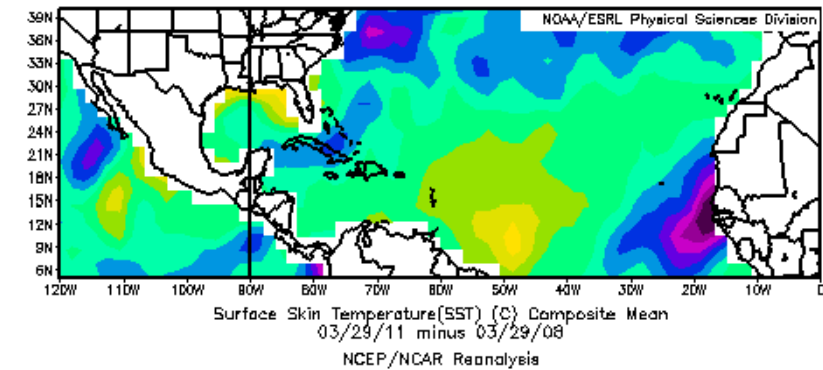 NOAA/ESRL Physical Sciences Division
39N
36N
33N
30N
27N
24N
21N
18N
15N
12N
9N
6N
120W 110W 100W 90W 80W 70W 60W 50W 40W 30W 20W 10W 0
Surface Skin Temperature(SST) (C) Composite Mean
03/29/11 minus 03/29/08
NCEP/NCAR Reanalysis